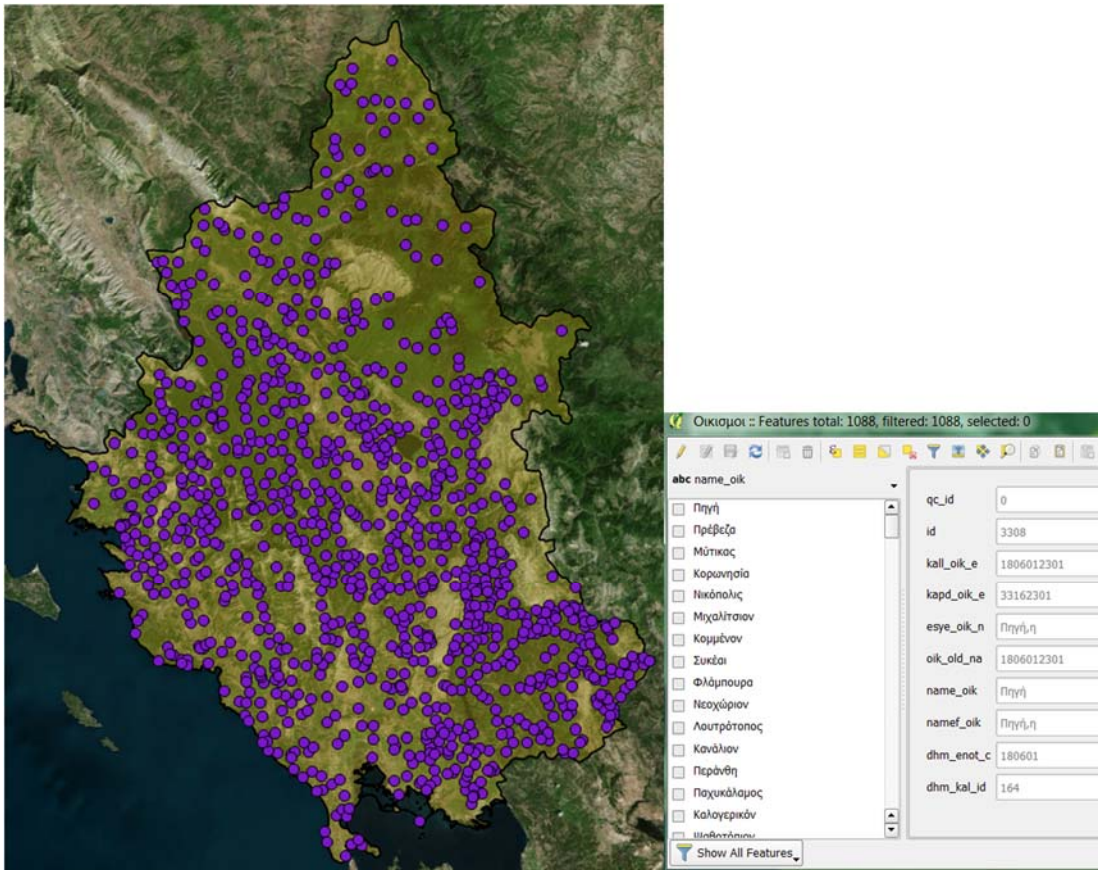 Οικισμοι :: Features total: 1088, filtered: 1088, selected: 0
abc name_oik
Πηγή
Πρέβεζα
Μύτικας
Κορωνησία
Νικόπολις
Μιχαλίτσιον
Κομμένον
Συκέαι
Φλάμπουρα
Νεοχώριον
Λουτρότοπος
Κανάλιον
Περάνθη
Παχυκάλαμος
Καλογερικόν
qc_id 0
id 3308
kall_oik_e 1806012301
kapd_oik_e 33162301
esye_oik_n Πηγή,η
oik_old_na 1806012301
name_oik Πηγή
namef_oik Πηγή,η
dhm_enot_c 180601
dhm_kal_id 164
Show All Features